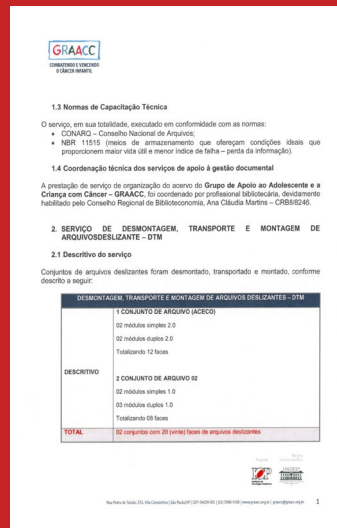 GRAACC
COMBATENDO E VENCENDO
O CÂNCER INFANTIL
1.3 Normas de Capacitação Técnica
O serviço, em sua totalidade, executado em conformidade com as normas:
• CONARQ – Conselho Nacional de Arquivos;
• NBR 11515 (meios de armazenamento que ofereçam condições ideais que
proporcionem maior vida útil e menor índice de falha – perda da informação).
1.4 Coordenação técnica dos serviços de apoio à gestão documental
A prestação de serviço de organização do acervo do Grupo de Apoio ao Adolescente e a
Criança com Câncer – GRAACC, foi coordenado por profissional bibliotecária, devidamente
habilitado pelo Conselho Regional de Biblioteconomia, Ana Cláudia Martins – CRB8/8246.
2. SERVIÇO DE DESMONTAGEM, TRANSPORTE E MONTAGEM DE
ARQUIVOSDESLIZANTE – DTM
2.1 Descritivo do serviço
Conjuntos de arquivos deslizantes foram desmontado, transportado e montado, conforme
descrito a seguir:
DESMONTAGEM, TRANSPORTE E MONTAGEM DE ARQUIVOS DESLIZANTES – DTM
1 CONJUNTO DE ARQUIVO (ACECO)
02 módulos simples 2.0
02 módulos duplos 2.0
Totalizando 12 faces
DESCRITIVO
2 CONJUNTO DE ARQUIVO 02
02 módulos simples 1.0
03 módulos duplos 1.0
Totalizando 08 faces
TOTAL
02 conjuntos com 20 (vinte) faces de arquivos deslizantes
IOP
UNIFESP
1